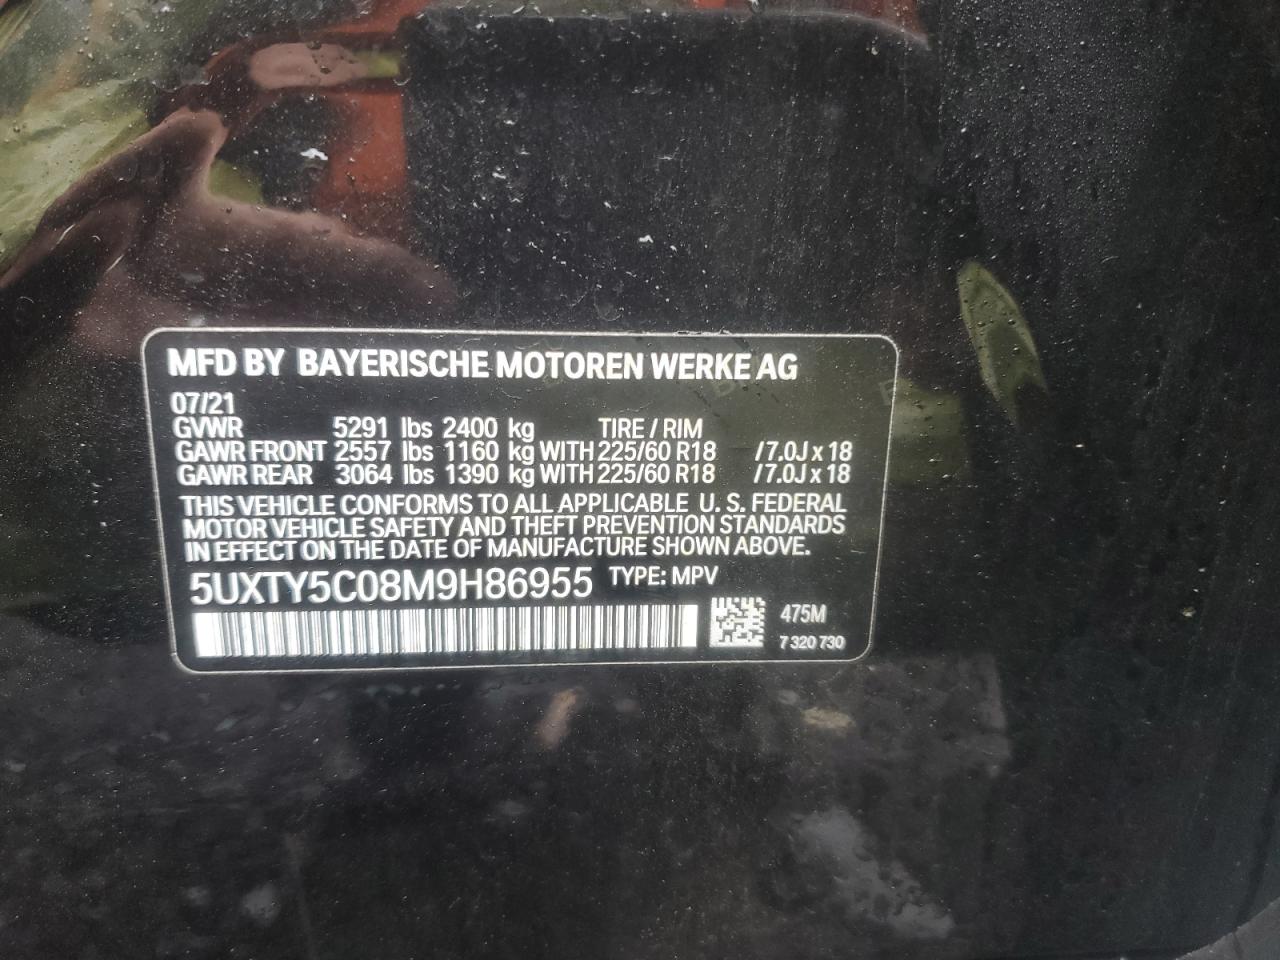 MFD BY BAYERISCHE MOTOREN WERKE AG
07/21
GVWR 5291 lbs 2400 kg TIRE / RIM
GAWR FRONT 2557 lbs 1160 kg WITH 225/60 R18 /7.0J x 18
GAWR REAR 3064 lbs 1390 kg WITH 225/60 R18 /7.0J x 18
THIS VEHICLE CONFORMS TO ALL APPLICABLE U. S. FEDERAL
MOTOR VEHICLE SAFETY AND THEFT PREVENTION STANDARDS
IN EFFECT ON THE DATE OF MANUFACTURE SHOWN ABOVE.
5UXTY5C08M9H86955 TYPE: MPV
475M
7 320 730